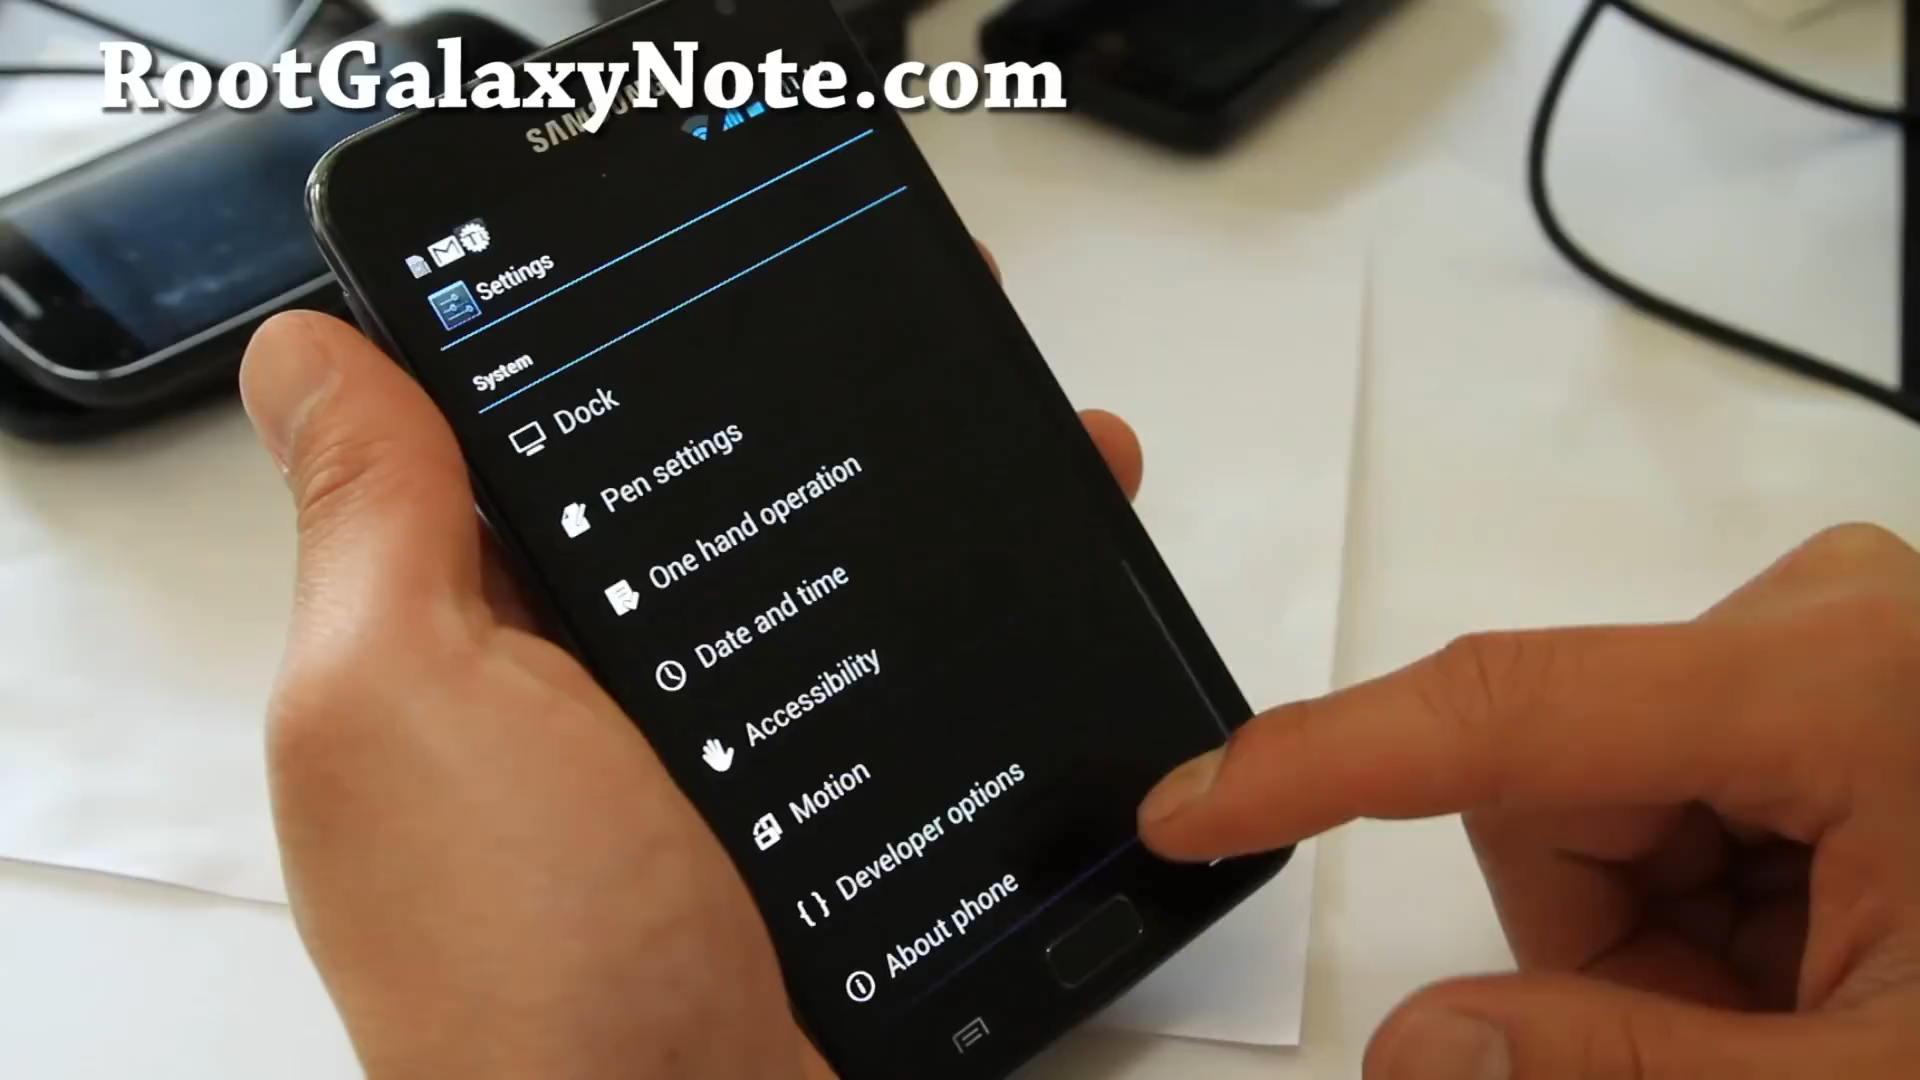 RootGalaxyNote.com
SAMSUNG
Settings
System
Dock
Pen settings
One hand operation
Date and time
Accessibility
Motion
Developer options
About phone